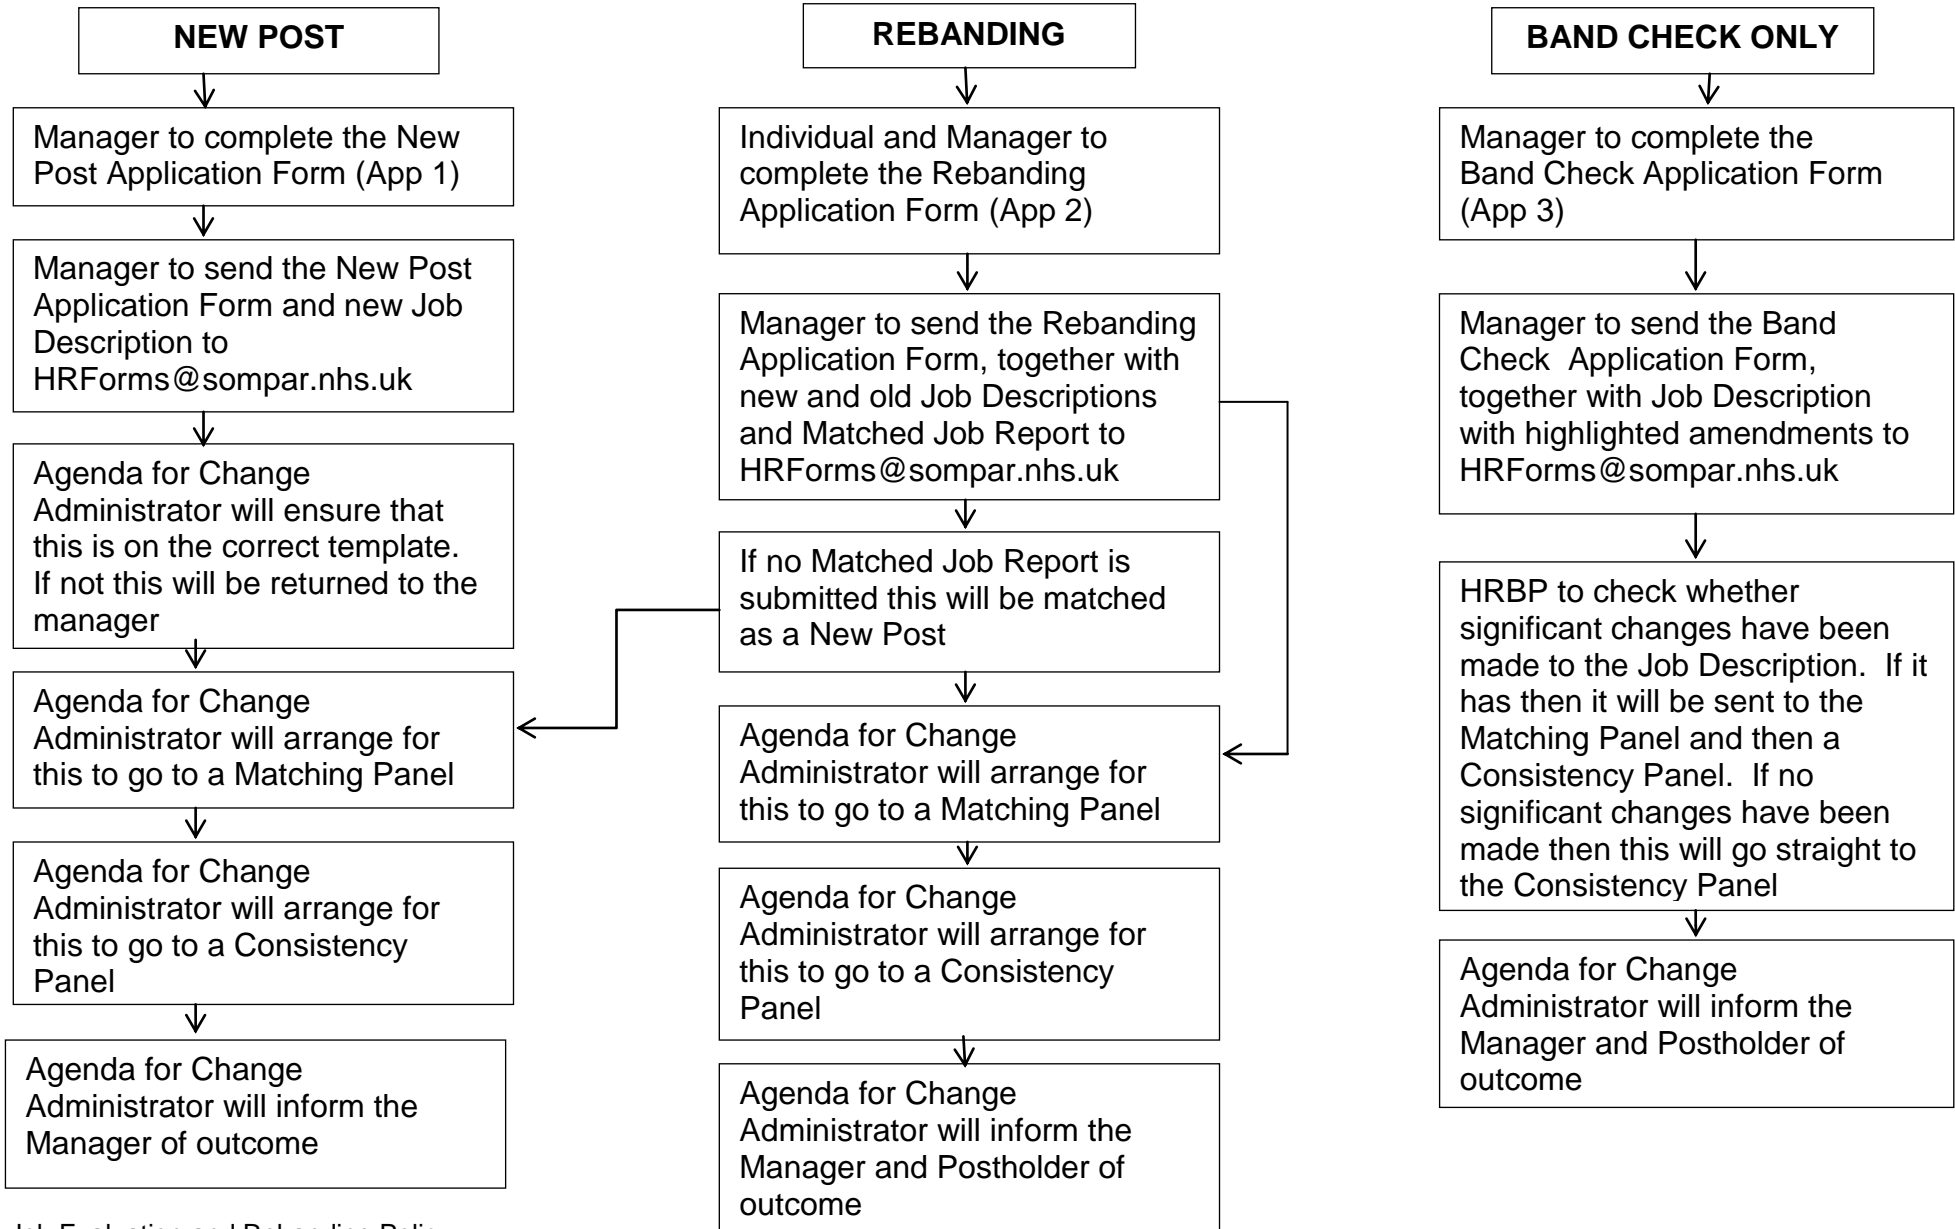 NEW POST
Manager to complete the New
Post Application Form (App 1)
Manager to send the New Post
Application Form and new Job
Description to
HRForms@sompar.nhs.uk
Agenda for Change
Administrator will ensure that
this is on the correct template.
If not this will be returned to the
manager
Agenda for Change
Administrator will arrange for
this to go to a Matching Panel
Agenda for Change
Administrator will arrange for
this to go to a Consistency
Panel
Agenda for Change
Administrator will inform the
Manager of outcome
REBANDING
Individual and Manager to
complete the Rebanding
Application Form (App 2)
Manager to send the Rebanding
Application Form, together with
new and old Job Descriptions
and Matched Job Report to
HRForms@sompar.nhs.uk
If no Matched Job Report is
submitted this will be matched
as a New Post
Agenda for Change
Administrator will arrange for
this to go to a Matching Panel
Agenda for Change
Administrator will arrange for
this to go to a Consistency
Panel
Agenda for Change
Administrator will inform the
Manager and Postholder of
outcome
BAND CHECK ONLY
Manager to complete the
Band Check Application Form
(App 3)
Manager to send the Band
Check  Application Form,
together with Job Description
with highlighted amendments to
HRForms@sompar.nhs.uk
HRBP to check whether
significant changes have been
made to the Job Description.  If it
has then it will be sent to the
Matching Panel and then a
Consistency Panel.  If no
significant changes have been
made then this will go straight to
the Consistency Panel
Agenda for Change
Administrator will inform the
Manager and Postholder of
outcome
Job Evaluation and Rebanding Policy